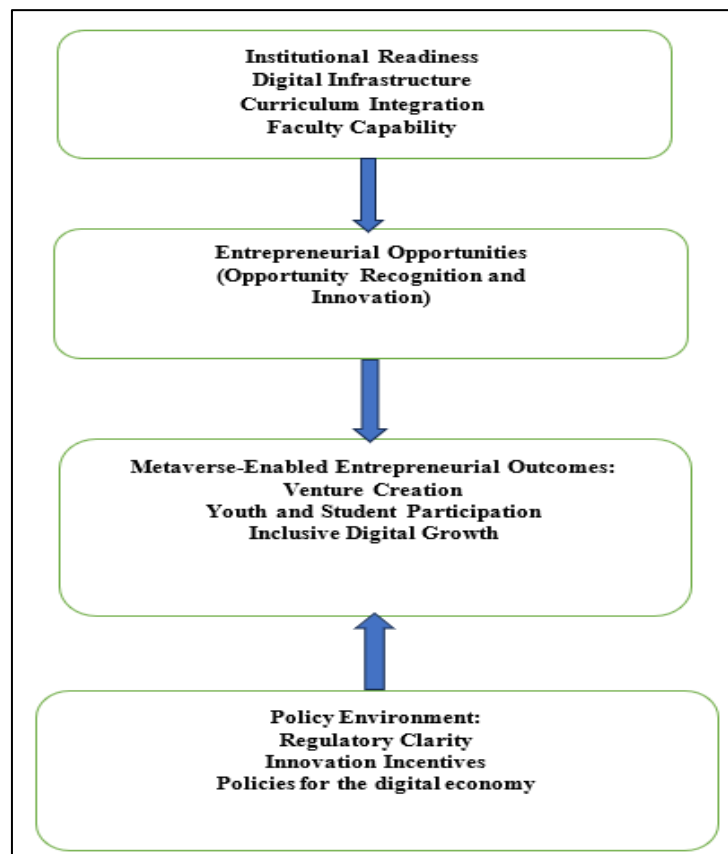 Institutional Readiness
Digital Infrastructure
Curriculum Integration
Faculty Capability
Entrepreneurial Opportunities
(Opportunity Recognition and
Innovation)
Metaverse-Enabled Entrepreneurial Outcomes:
Venture Creation
Youth and Student Participation
Inclusive Digital Growth
Policy Environment:
Regulatory Clarity
Innovation Incentives
Policies for the digital economy